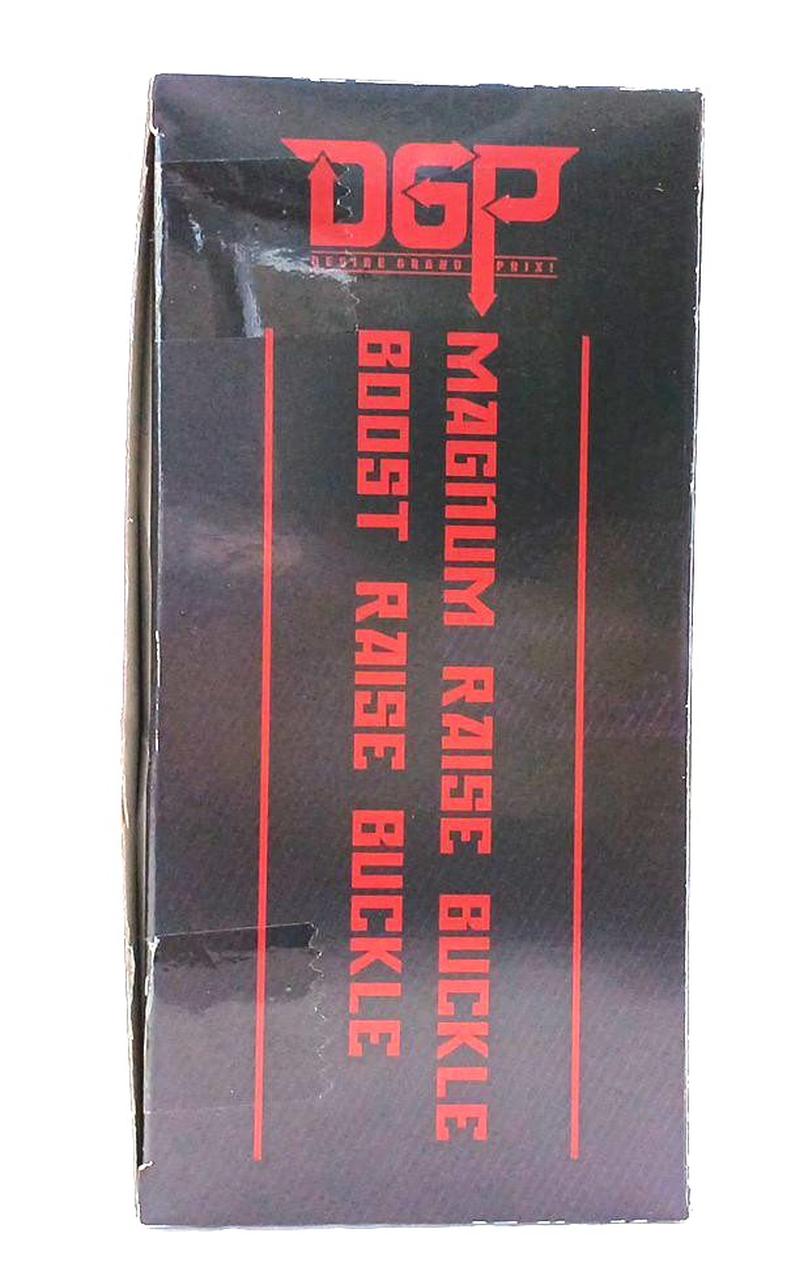 DGP
DESIRE GRAND PRIX!
MAGNUM RAISE BUCKLE
BOOST RAISE BUCKLE